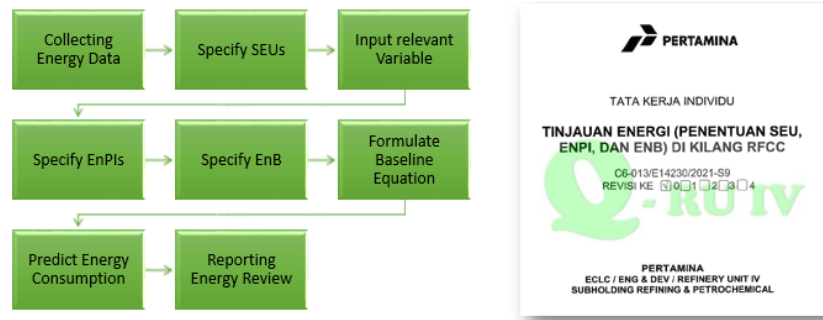 Collecting
Energy Data
Specify SEUs
Input relevant
Variable
Specify EnPIs
Specify EnB
Formulate
Baseline
Equation
Predict Energy
Consumption
Reporting
Energy Review
PERTAMINA
TATA KERJA INDIVIDU
TINJAUAN ENERGI (PENENTUAN SEU,
ENPI, DAN ENB) DI KILANG RFCC
C6-013/E14230/2021-S9
REVISI KE ☑0☐1☐2☐3☐4
Q-RU IV
PERTAMINA
ECLC / ENG & DEV / REFINERY UNIT IV
SUBHOLDING REFINING & PETROCHEMICAL